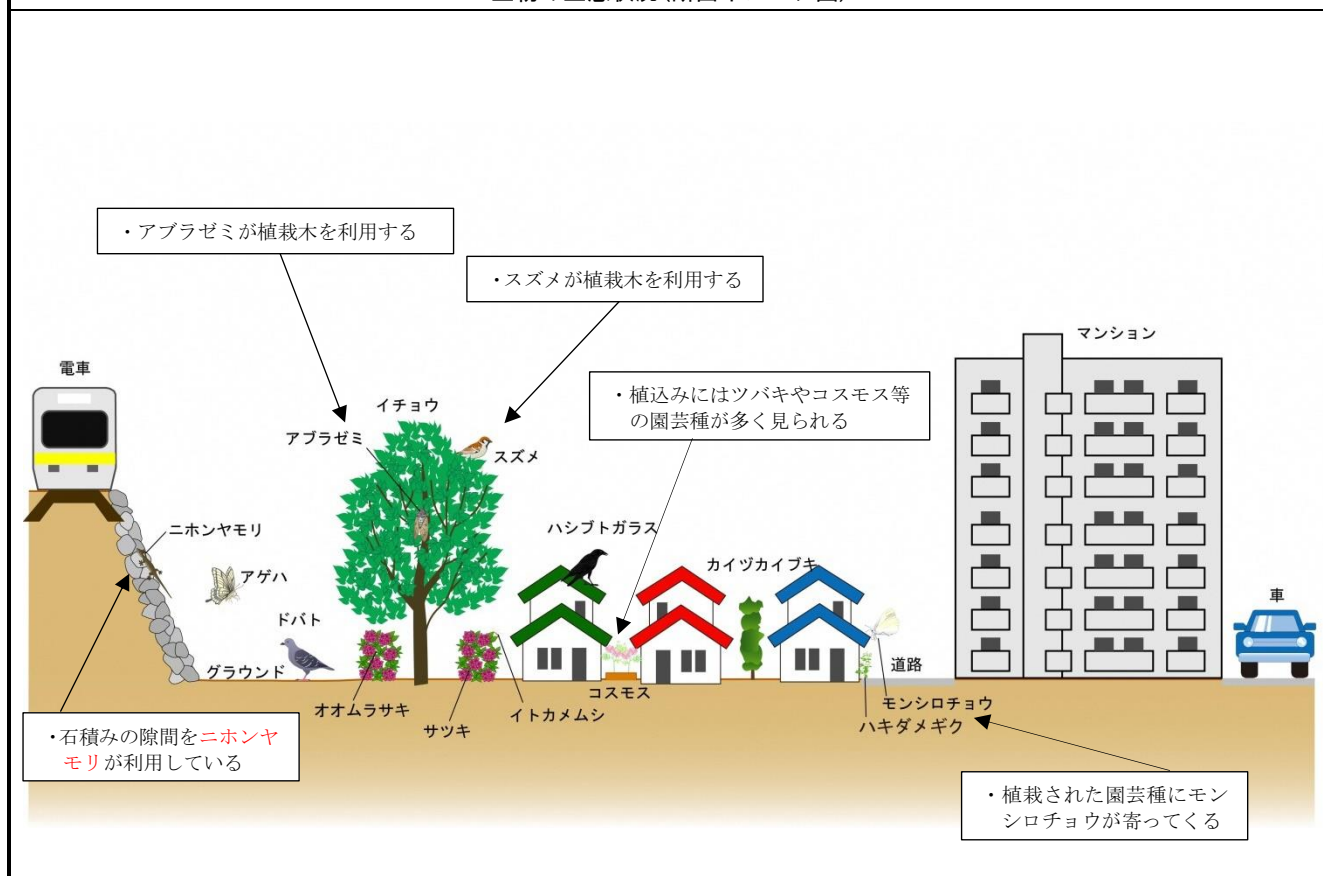 ・アブラゼミが植栽木を利用する
・スズメが植栽木を利用する
マンション
電車
・植込みにはツバキやコスモス等
の園芸種が多く見られる
イチョウ
アブラゼミ
スズメ
ニホンヤモリ
ハシブトガラス
カイヅカイブキ
アゲハ
車
ドバト
グラウンド
道路
コスモス
オオムラサキ
イトカメムシ
モンシロチョウ
サツキ
ハキダメギク
・石積みの隙間をニホンヤ
モリが利用している
・植栽された園芸種にモン
シロチョウが寄ってくる